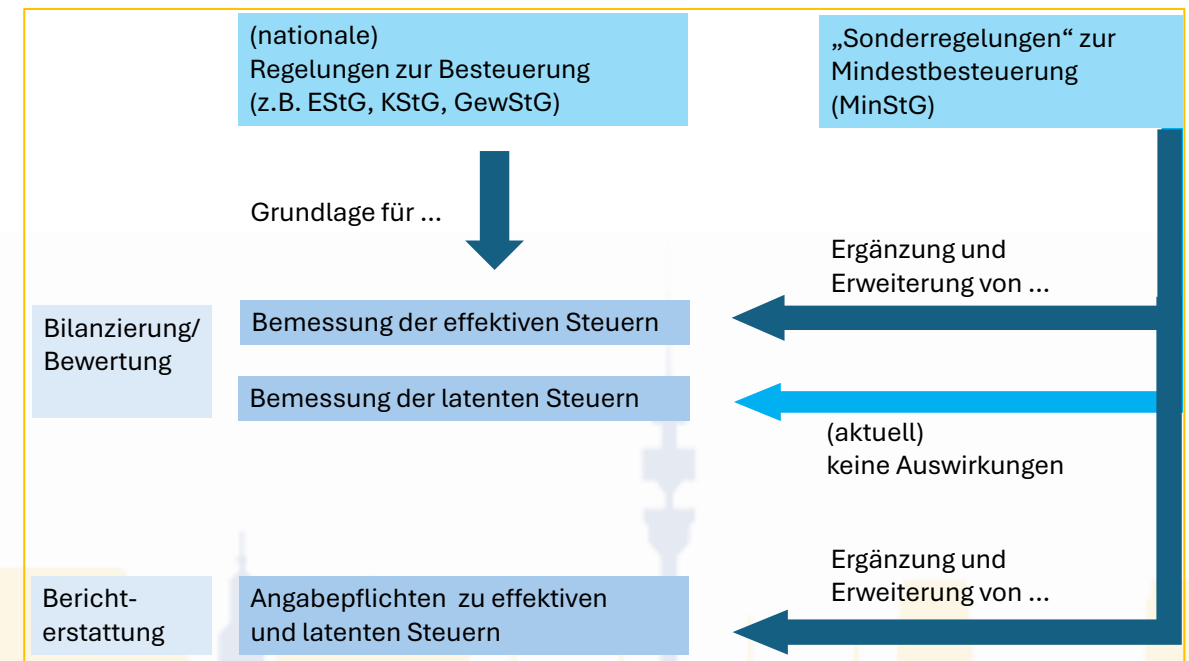 (nationale)
Regelungen zur Besteuerung
(z.B. EStG, KStG, GewStG)
„Sonderregelungen“ zur
Mindestbesteuerung
(MinStG)
Grundlage für ...
Ergänzung und
Erweiterung von ...
Bilanzierung/
Bewertung
Bemessung der effektiven Steuern
Bemessung der latenten Steuern
(aktuell)
keine Auswirkungen
Ergänzung und
Erweiterung von ...
Bericht-
erstattung
Angabepflichten  zu effektiven
und latenten Steuern